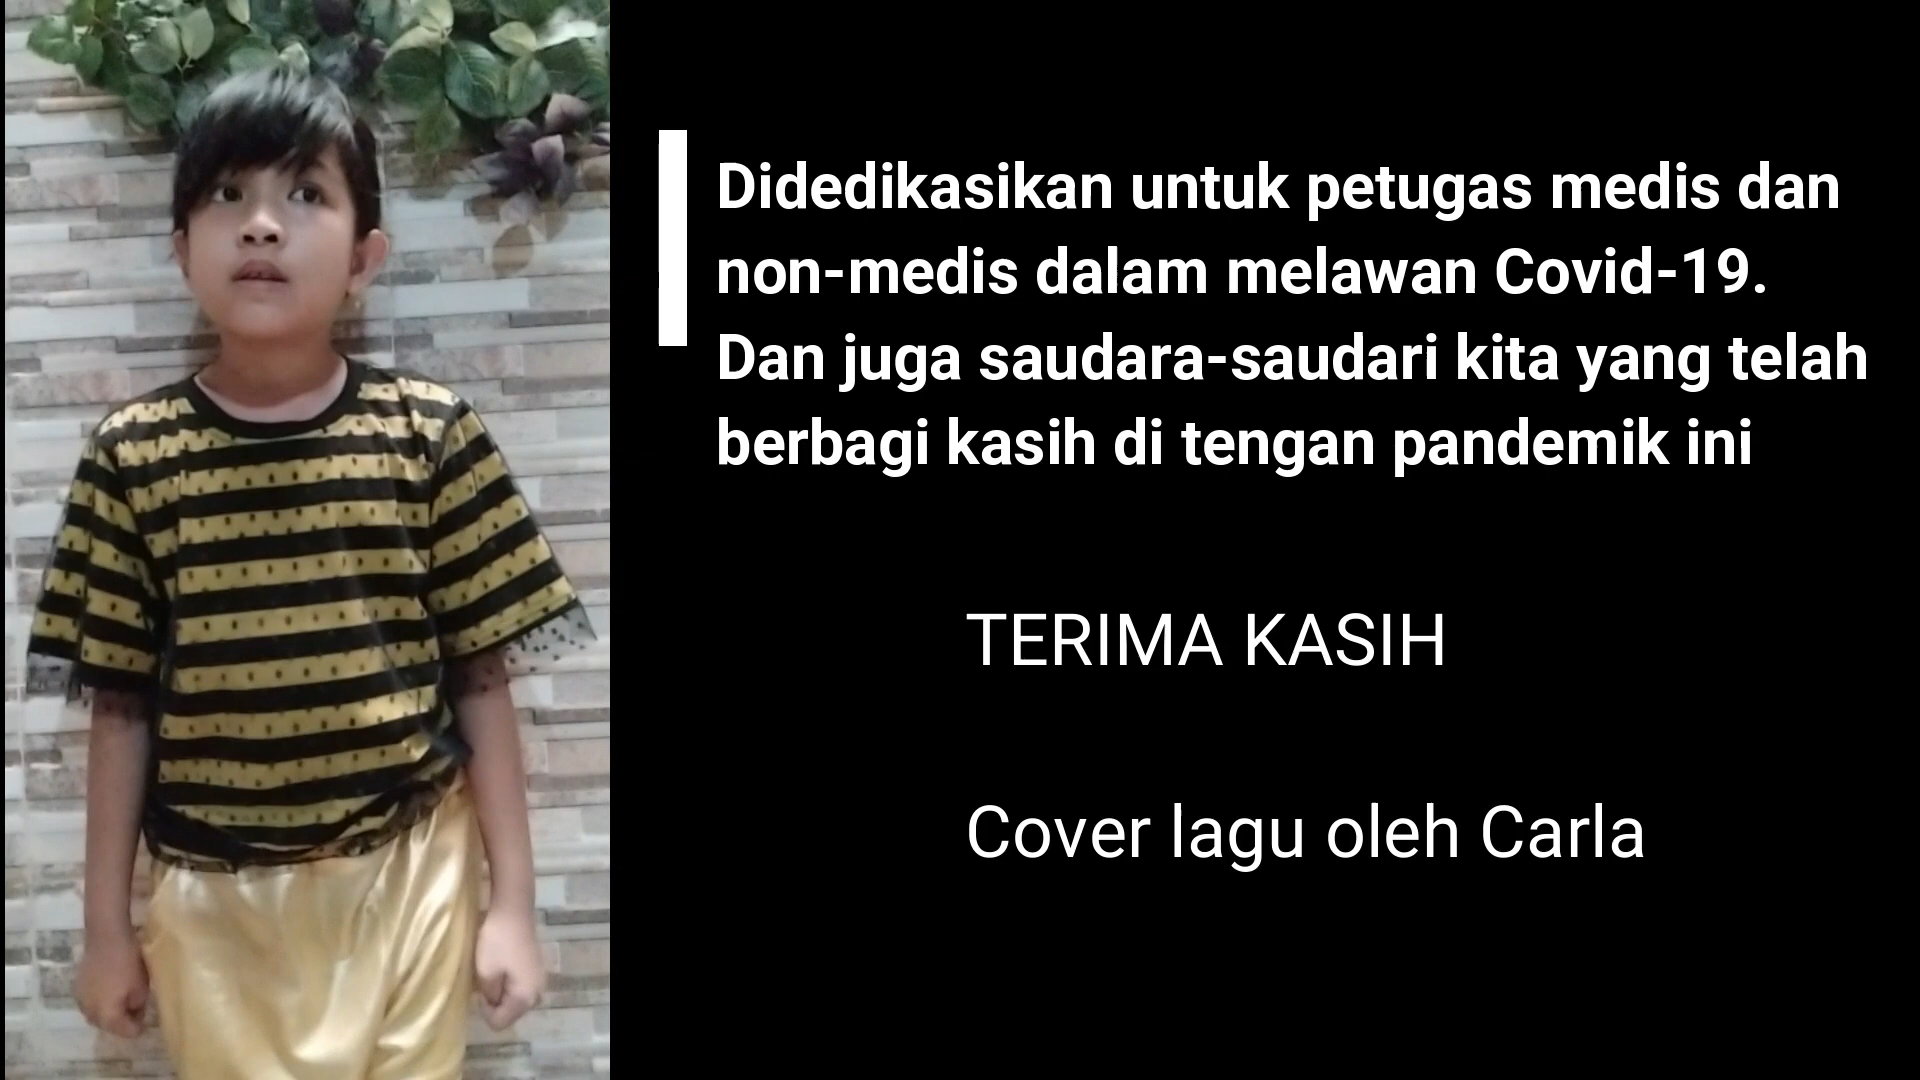 Didedikasikan untuk petugas medis dan
non-medis dalam melawan Covid-19.
Dan juga saudara-saudari kita yang telah
berbagi kasih di tengan pandemik ini
TERIMA KASIH
Cover lagu oleh Carla